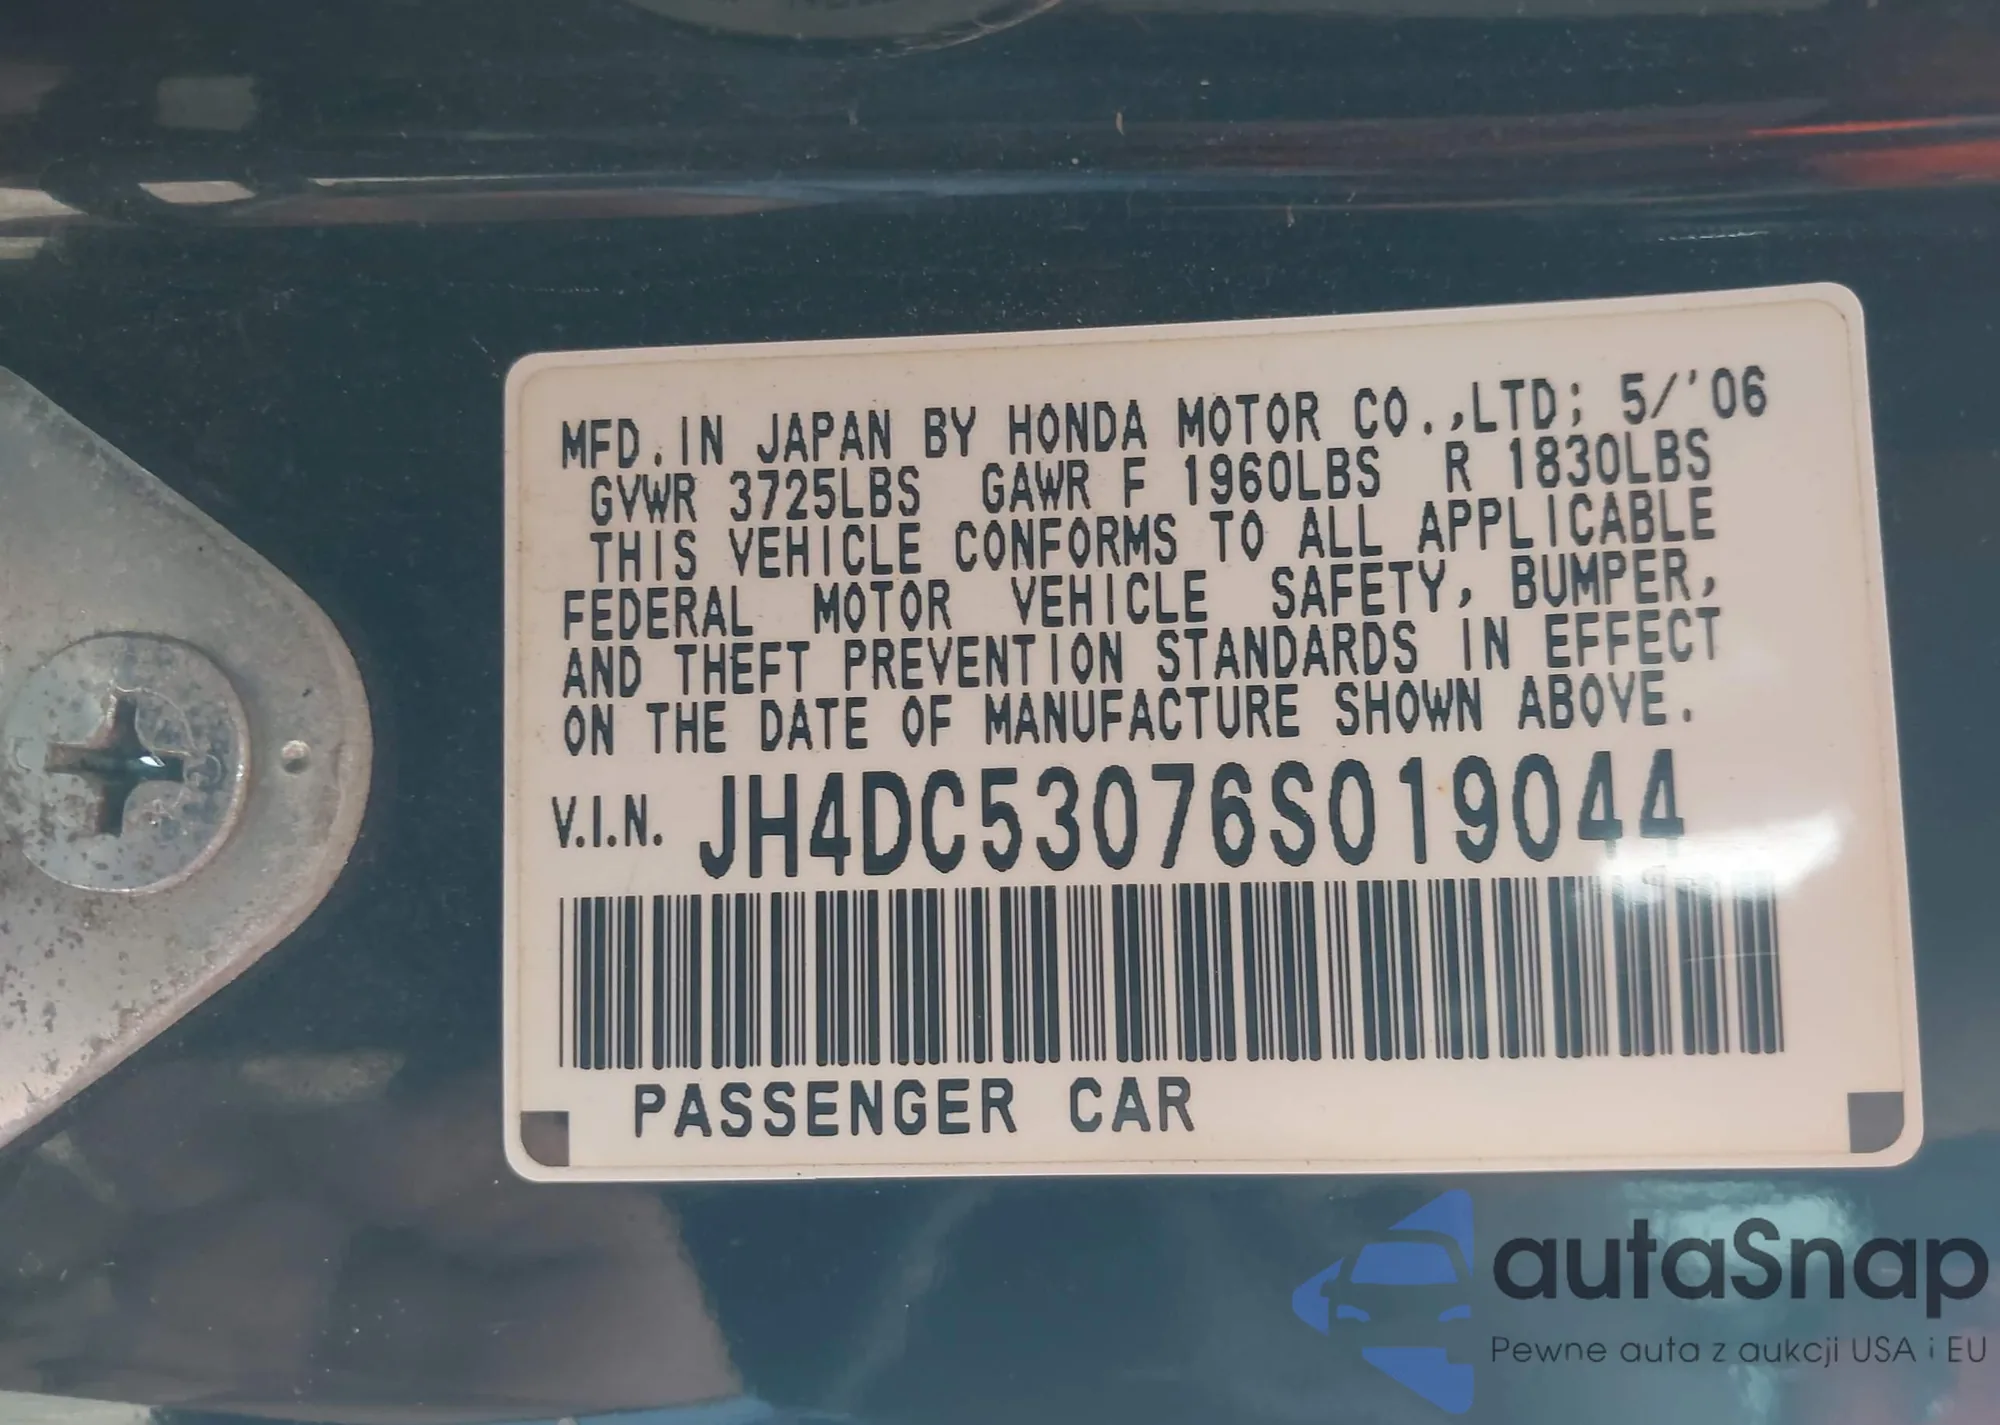 MFD. IN JAPAN BY HONDA MOTOR CO.,LTD; 5/'06
GVWR 3725LBS GAWR F 1960LBS R 1830LBS
THIS VEHICLE CONFORMS TO ALL APPLICABLE
FEDERAL MOTOR VEHICLE SAFETY, BUMPER,
AND THEFT PREVENTION STANDARDS IN EFFECT
ON THE DATE OF MANUFACTURE SHOWN ABOVE.
V.I.N. JH4DC53076S019044
PASSENGER CAR
autaSnap
Pewne auta z aukcji USA i EU